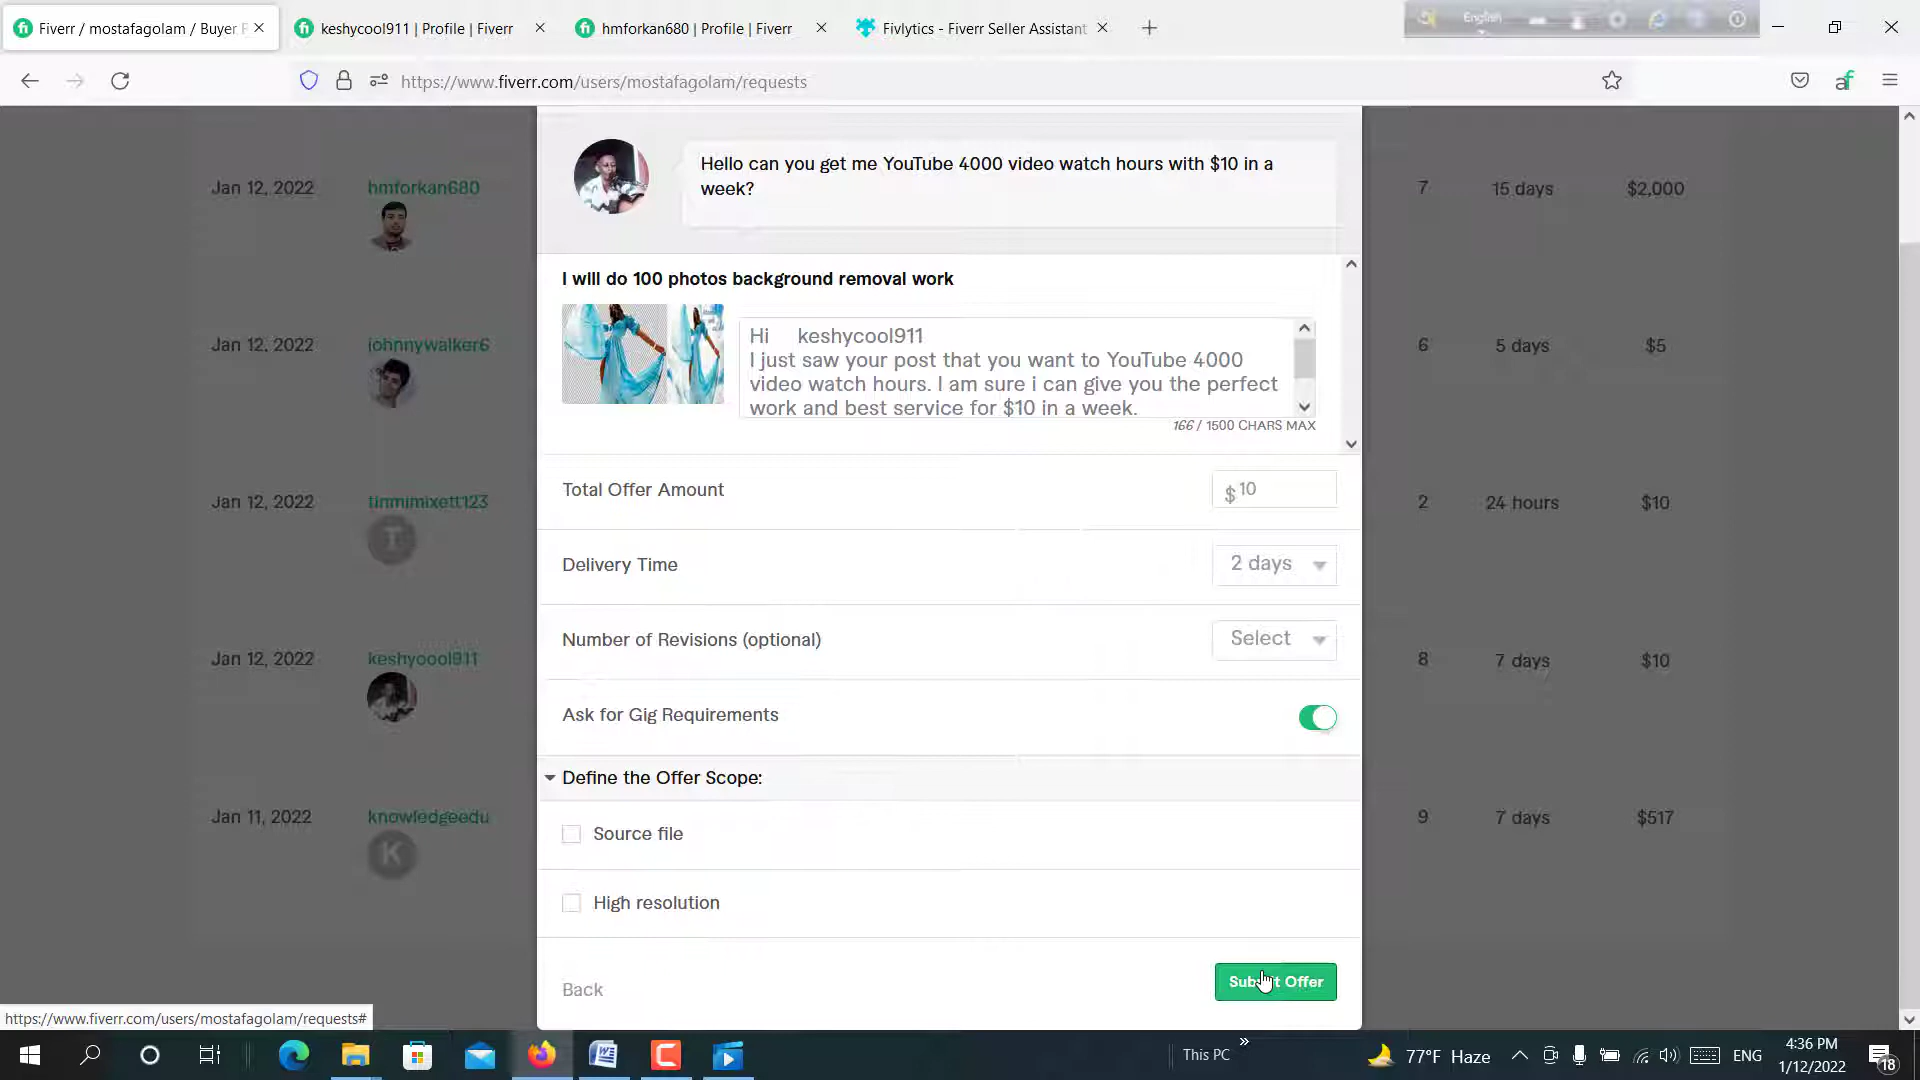 Fiverr / mostafagolam / Buyer R
keshycool911 | Profile | Fiverr
hmforkan680 | Profile | Fiverr
Fivlytics - Fiverr Seller Assistant
English
https://www.fiverr.com/users/mostafagolam/requests
Hello can you get me YouTube 4000 video watch hours with $10 in a
week?
Jan 12, 2022 hmforkan680 7 15 days $2,000
I will do 100 photos background removal work
Hi keshycool911
I just saw your post that you want to YouTube 4000
video watch hours. I am sure i can give you the perfect
work and best service for $10 in a week.
166 / 1500 CHARS MAX
Jan 12, 2022 johnnywalker6 6 5 days $5
Total Offer Amount $ 10
Jan 12, 2022 timmimixett123 2 24 hours $10
T
Delivery Time 2 days
Number of Revisions (optional) Select
Jan 12, 2022 keshycool911 8 7 days $10
Ask for Gig Requirements
Define the Offer Scope:
Jan 11, 2022 knowledgeedu 9 7 days $517
K
Source file
High resolution
Back
Submit Offer
https://www.fiverr.com/users/mostafagolam/requests#
This PC
77°F Haze
ENG
4:36 PM
1/12/2022
18